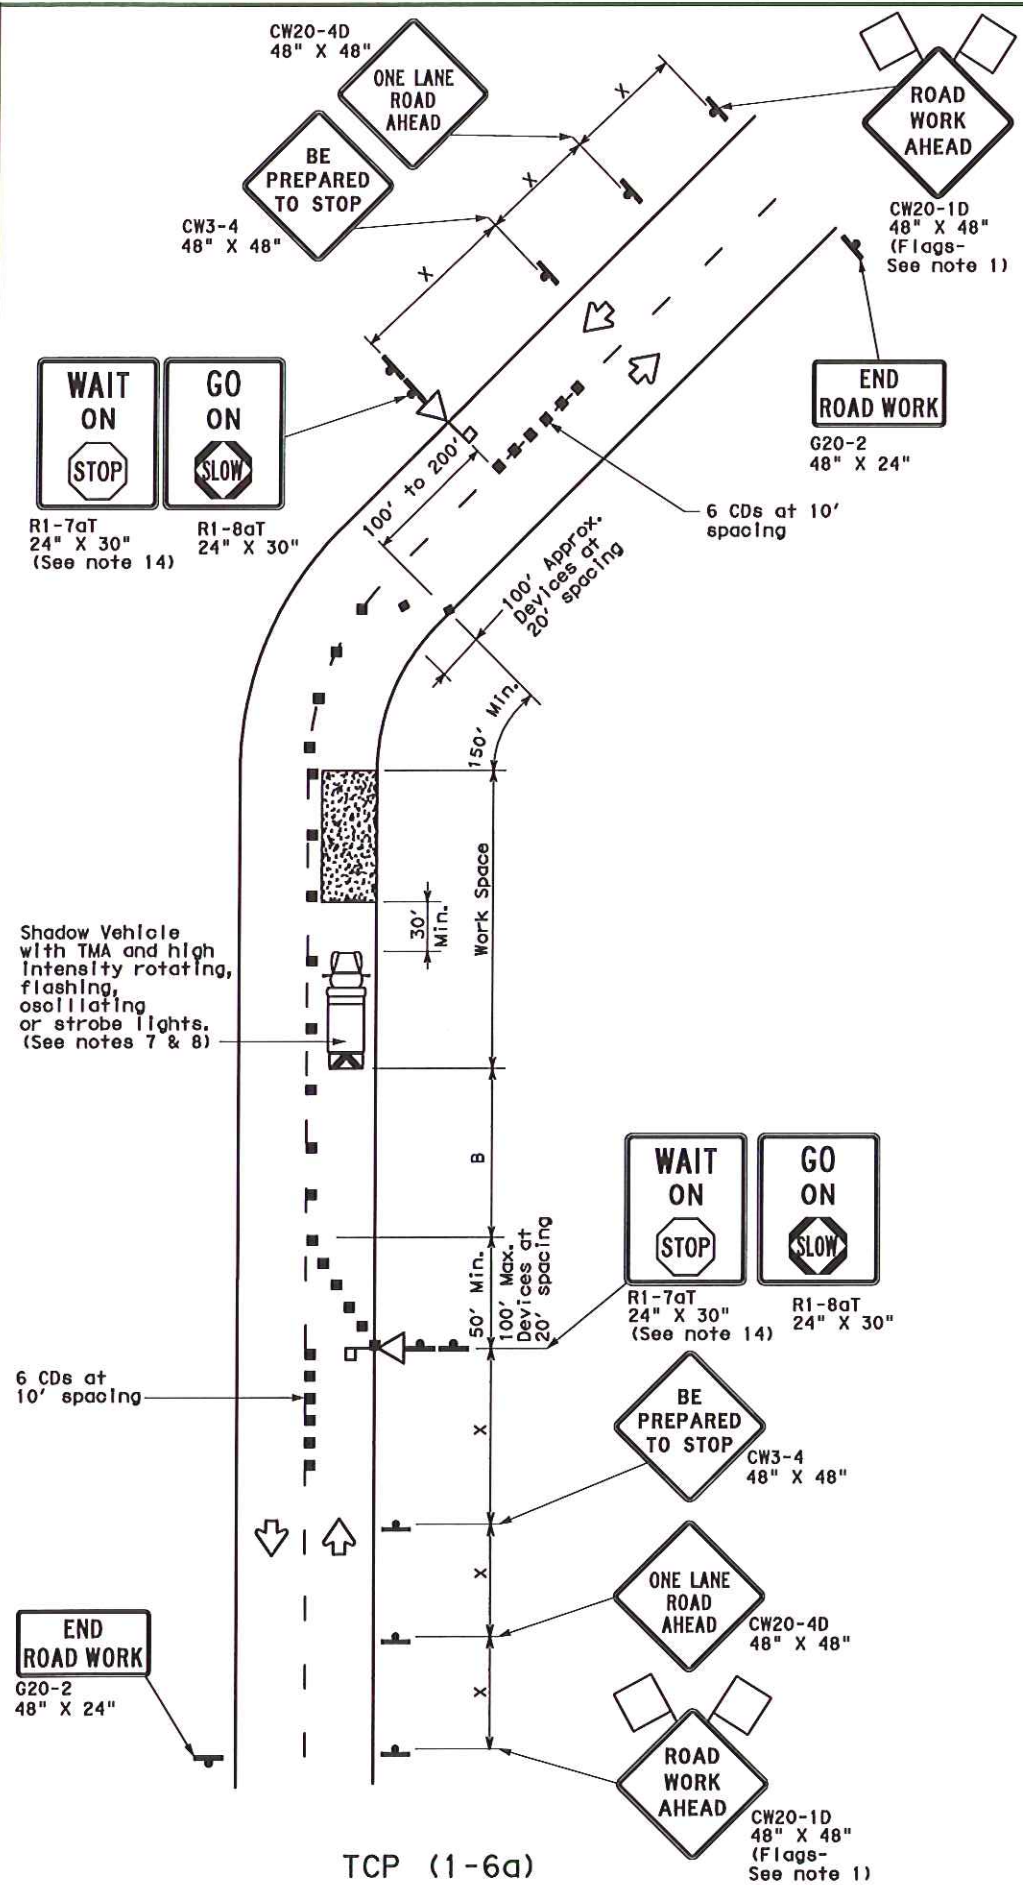 CW20-4D
48" X 48"
ONE LANE
ROAD
AHEAD
X
ROAD
WORK
AHEAD
BE
PREPARED
TO STOP
X
CW3-4
48" X 48"
CW20-1D
48" X 48"
(Flags-
See note 1)
X
WAIT
ON
STOP
GO
ON
SLOW
R1-7aT
24" X 30"
(See note 14)
R1-8aT
24" X 30"
END
ROAD WORK
G20-2
48" X 24"
100' to 200'
6 CDs at 10'
spacing
100' Approx.
Devices at
20' spacing
150' Min.
Work Space
30'
Min.
Shadow Vehicle
with TMA and high
intensity rotating,
flashing,
oscillating
or strobe lights.
(See notes 7 & 8)
B
50' Min.
100' Max.
Devices at
20' spacing
WAIT
ON
STOP
GO
ON
SLOW
R1-7aT
24" X 30"
(See note 14)
R1-8aT
24" X 30"
6 CDs at
10' spacing
X
BE
PREPARED
TO STOP
CW3-4
48" X 48"
X
ONE LANE
ROAD
AHEAD
CW20-4D
48" X 48"
END
ROAD WORK
G20-2
48" X 24"
X
ROAD
WORK
AHEAD
CW20-1D
48" X 48"
(Flags-
See note 1)
TCP (1-6a)